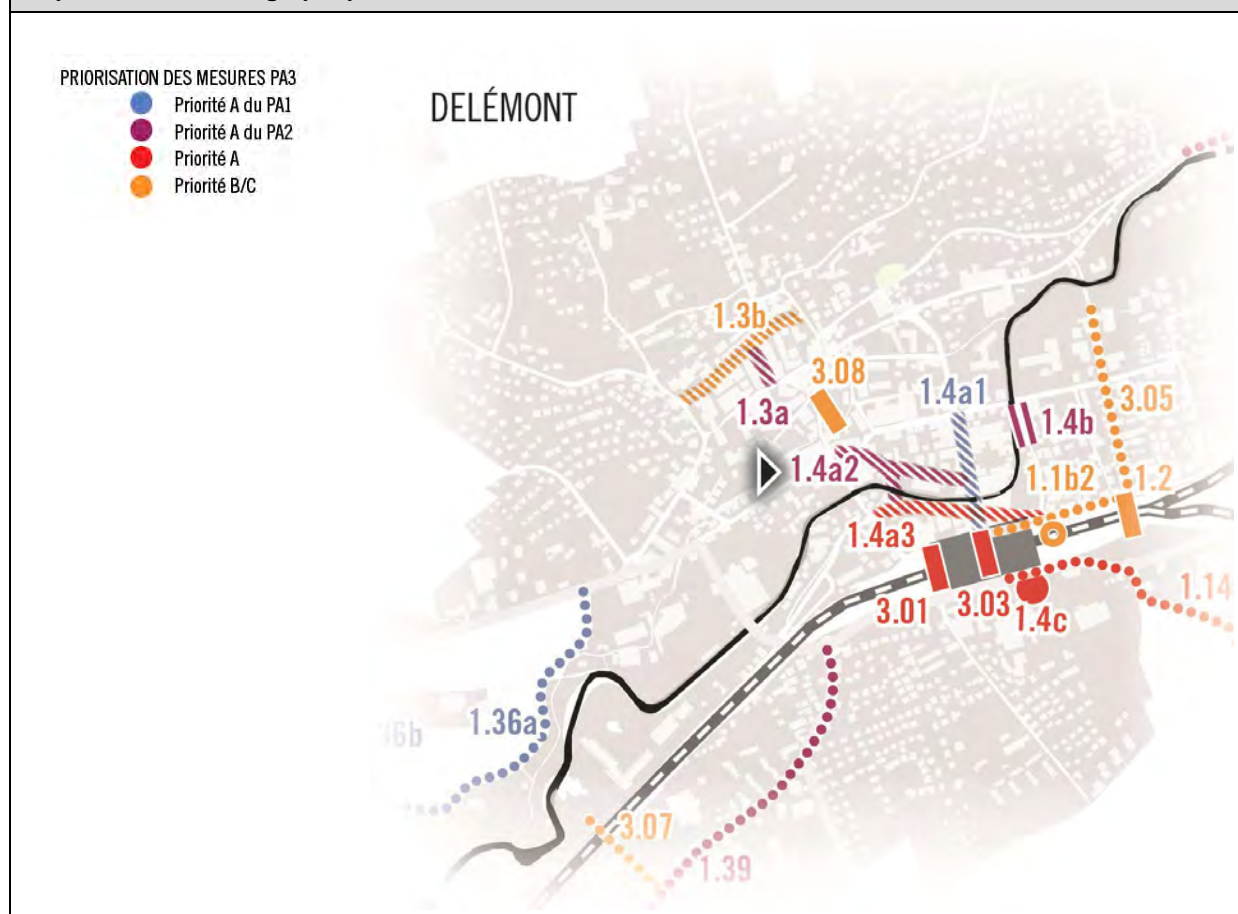 PRIORISATION DES MESURES PA3
Priorité A du PA1
Priorité A du PA2
Priorité A
Priorité B/C
DELÉMONT
1.3b
3.08
1.3a
1.4a1
3.05
1.4b
1.4a2
1.1b2
1.2
1.4a3
3.01
3.03
1.4c
1.14
1.36a
36b
3.07
1.39